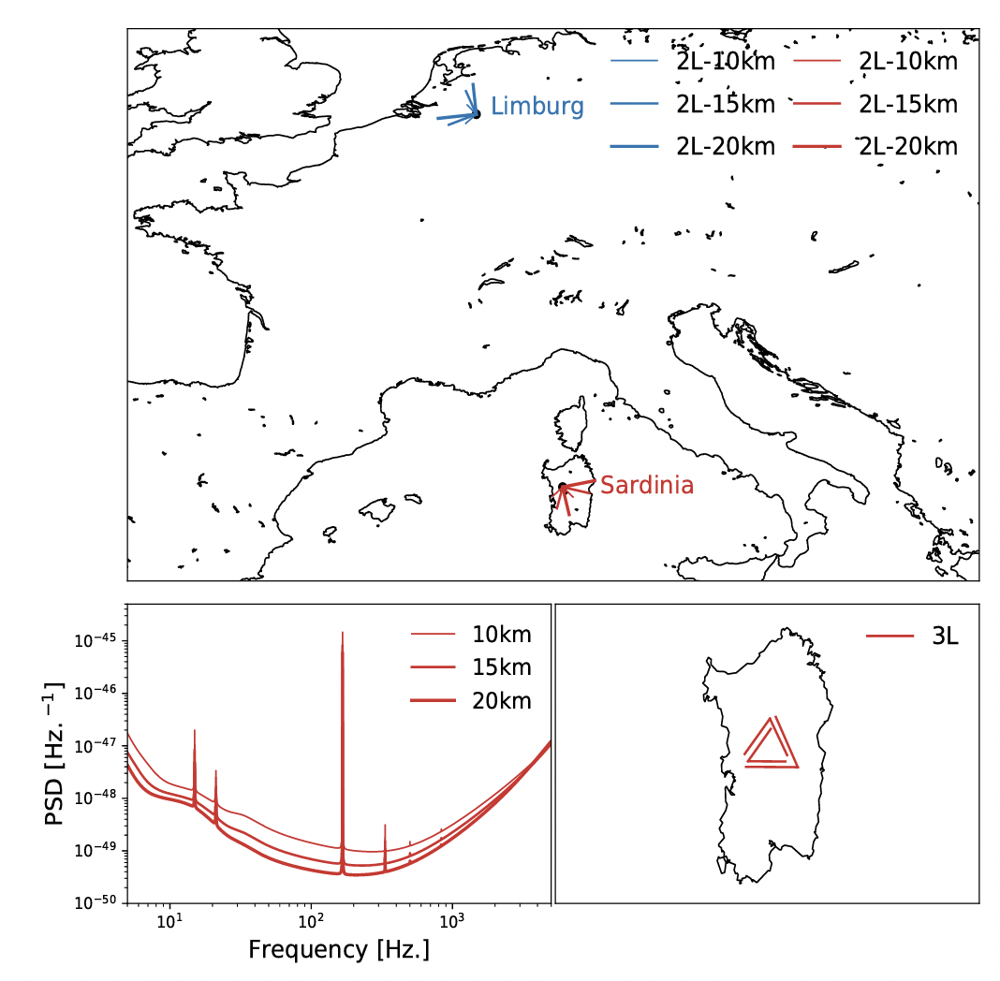 2L-10km 2L-10km
Limburg 2L-15km 2L-15km
2L-20km 2L-20km
Sardinia
10⁻⁴⁵ 10km 3L
15km
10⁻⁴⁶ 20km
10⁻⁴⁷
PSD [Hz. ⁻¹]
10⁻⁴⁸
10⁻⁴⁹
10⁻⁵⁰
10¹ 10² 10³
Frequency [Hz.]